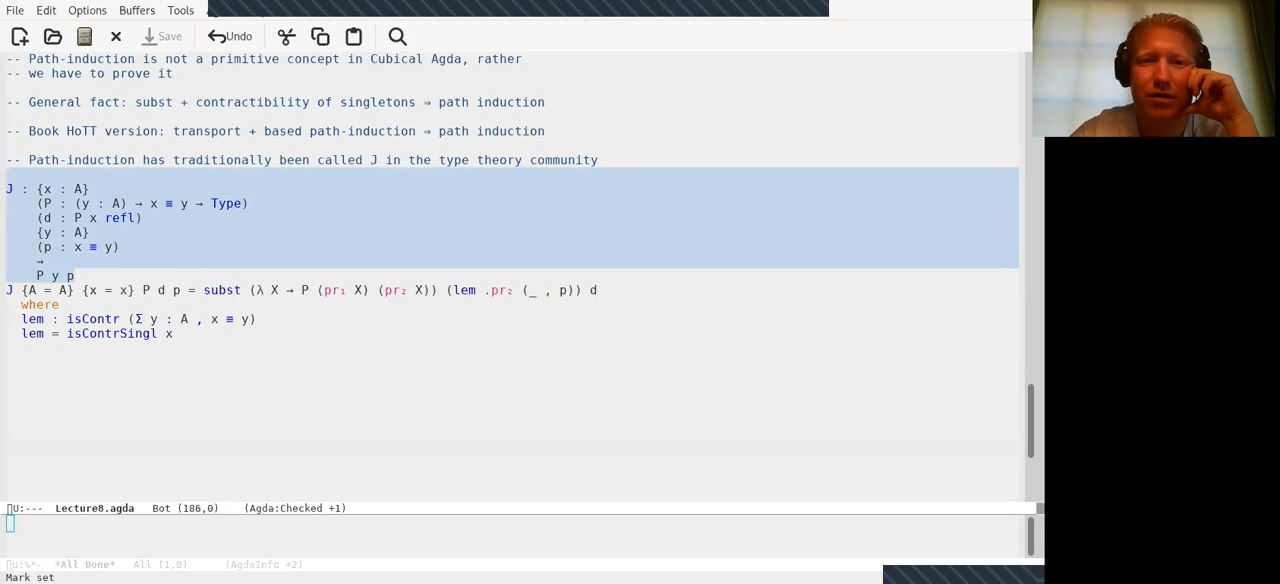 File Edit Options Buffers Tools
Save Undo
-- Path-induction is not a primitive concept in Cubical Agda, rather
-- we have to prove it
-- General fact: subst + contractibility of singletons ⇒ path induction
-- Book HoTT version: transport + based path-induction ⇒ path induction
-- Path-induction has traditionally been called J in the type theory community
J : {x : A}
(P : (y : A) → x ≡ y → Type)
(d : P x refl)
{y : A}
(p : x ≡ y)
→
P y p
J {A = A} {x = x} P d p = subst (λ X → P (pr₁ X) (pr₂ X)) (lem .pr₂ (_ , p)) d
where
lem : isContr (Σ y : A , x ≡ y)
lem = isContrSingl x
U:--- Lecture8.agda Bot (186,0) (Agda:Checked +1)
U:%*- *All Done* All (1,0) (AgdaInfo +2)
Mark set